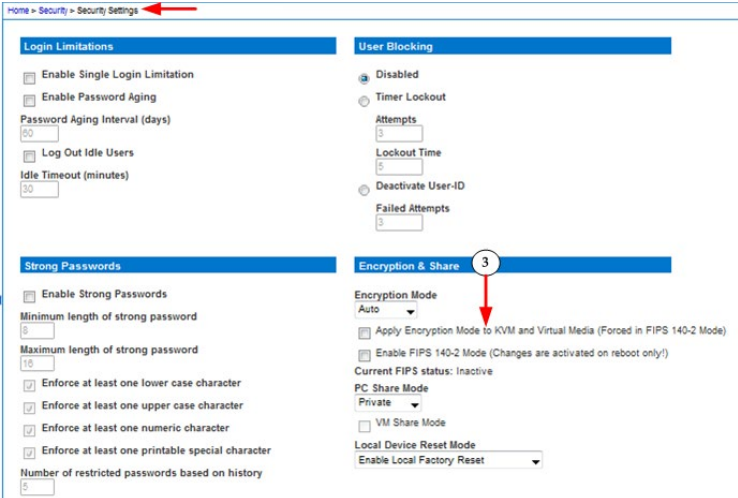 Home > Security > Security Settings
Login Limitations
Enable Single Login Limitation
Enable Password Aging
Password Aging Interval (days)
60
Log Out Idle Users
Idle Timeout (minutes)
30
User Blocking
Disabled
Timer Lockout
Attempts
3
Lockout Time
5
Deactivate User-ID
Failed Attempts
3
Strong Passwords
Enable Strong Passwords
Minimum length of strong password
8
Maximum length of strong password
16
Enforce at least one lower case character
Enforce at least one upper case character
Enforce at least one numeric character
Enforce at least one printable special character
Number of restricted passwords based on history
5
Encryption & Share
3
Encryption Mode
Auto
Apply Encryption Mode to KVM and Virtual Media (Forced in FIPS 140-2 Mode)
Enable FIPS 140-2 Mode (Changes are activated on reboot only!)
Current FIPS status: Inactive
PC Share Mode
Private
VM Share Mode
Local Device Reset Mode
Enable Local Factory Reset